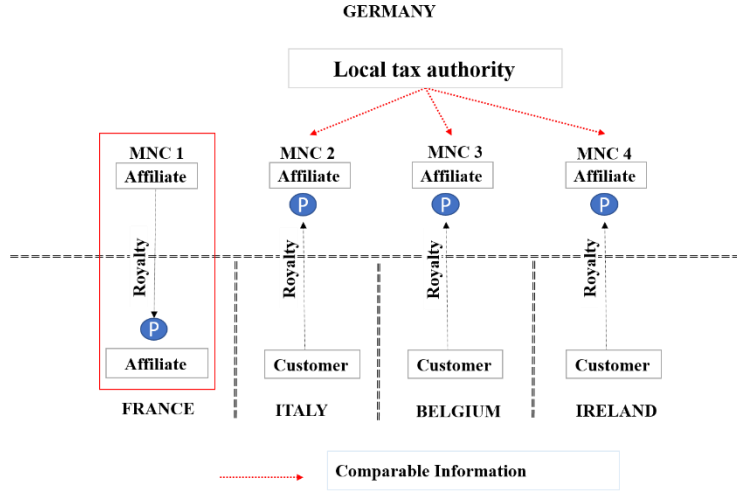 GERMANY
Local tax authority
MNC 1
MNC 2
MNC 3
MNC 4
Affiliate
Affiliate
Affiliate
Affiliate
P
P
P
Royalty
Royalty
Royalty
Royalty
P
Affiliate
Customer
Customer
Customer
FRANCE
ITALY
BELGIUM
IRELAND
Comparable Information